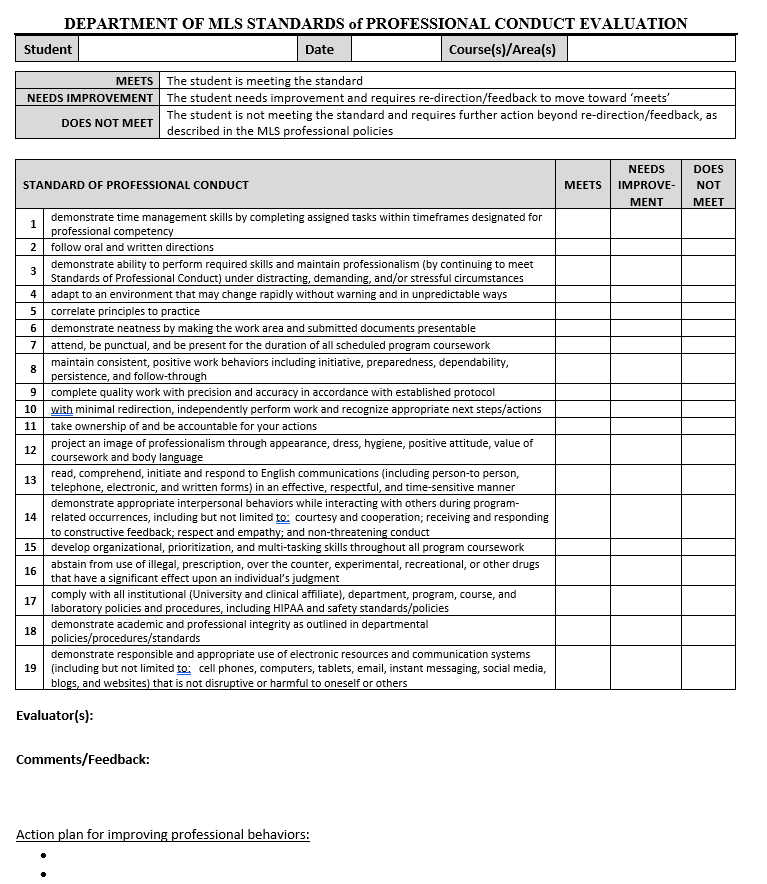 DEPARTMENT OF MLS STANDARDS of PROFESSIONAL CONDUCT EVALUATION
Student Date Course(s)/Area(s)
MEETS The student is meeting the standard
NEEDS IMPROVEMENT The student needs improvement and requires re-direction/feedback to move toward ‘meets’
DOES NOT MEET The student is not meeting the standard and requires further action beyond re-direction/feedback, as
described in the MLS professional policies
STANDARD OF PROFESSIONAL CONDUCT MEETS NEEDS
IMPROVE-
MENT DOES
NOT
MEET
1 demonstrate time management skills by completing assigned tasks within timeframes designated for
professional competency
2 follow oral and written directions
3 demonstrate ability to perform required skills and maintain professionalism (by continuing to meet
Standards of Professional Conduct) under distracting, demanding, and/or stressful circumstances
4 adapt to an environment that may change rapidly without warning and in unpredictable ways
5 correlate principles to practice
6 demonstrate neatness by making the work area and submitted documents presentable
7 attend, be punctual, and be present for the duration of all scheduled program coursework
8 maintain consistent, positive work behaviors including initiative, preparedness, dependability,
persistence, and follow-through
9 complete quality work with precision and accuracy in accordance with established protocol
10 with minimal redirection, independently perform work and recognize appropriate next steps/actions
11 take ownership of and be accountable for your actions
12 project an image of professionalism through appearance, dress, hygiene, positive attitude, value of
coursework and body language
13 read, comprehend, initiate and respond to English communications (including person-to person,
telephone, electronic, and written forms) in an effective, respectful, and time-sensitive manner
14 demonstrate appropriate interpersonal behaviors while interacting with others during program-
related occurrences, including but not limited to: courtesy and cooperation; receiving and responding
to constructive feedback; respect and empathy; and non-threatening conduct
15 develop organizational, prioritization, and multi-tasking skills throughout all program coursework
16 abstain from use of illegal, prescription, over the counter, experimental, recreational, or other drugs
that have a significant effect upon an individual’s judgment
17 comply with all institutional (University and clinical affiliate), department, program, course, and
laboratory policies and procedures, including HIPAA and safety standards/policies
18 demonstrate academic and professional integrity as outlined in departmental
policies/procedures/standards
19 demonstrate responsible and appropriate use of electronic resources and communication systems
(including but not limited to: cell phones, computers, tablets, email, instant messaging, social media,
blogs, and websites) that is not disruptive or harmful to oneself or others
Evaluator(s):
Comments/Feedback:
Action plan for improving professional behaviors:
•
•